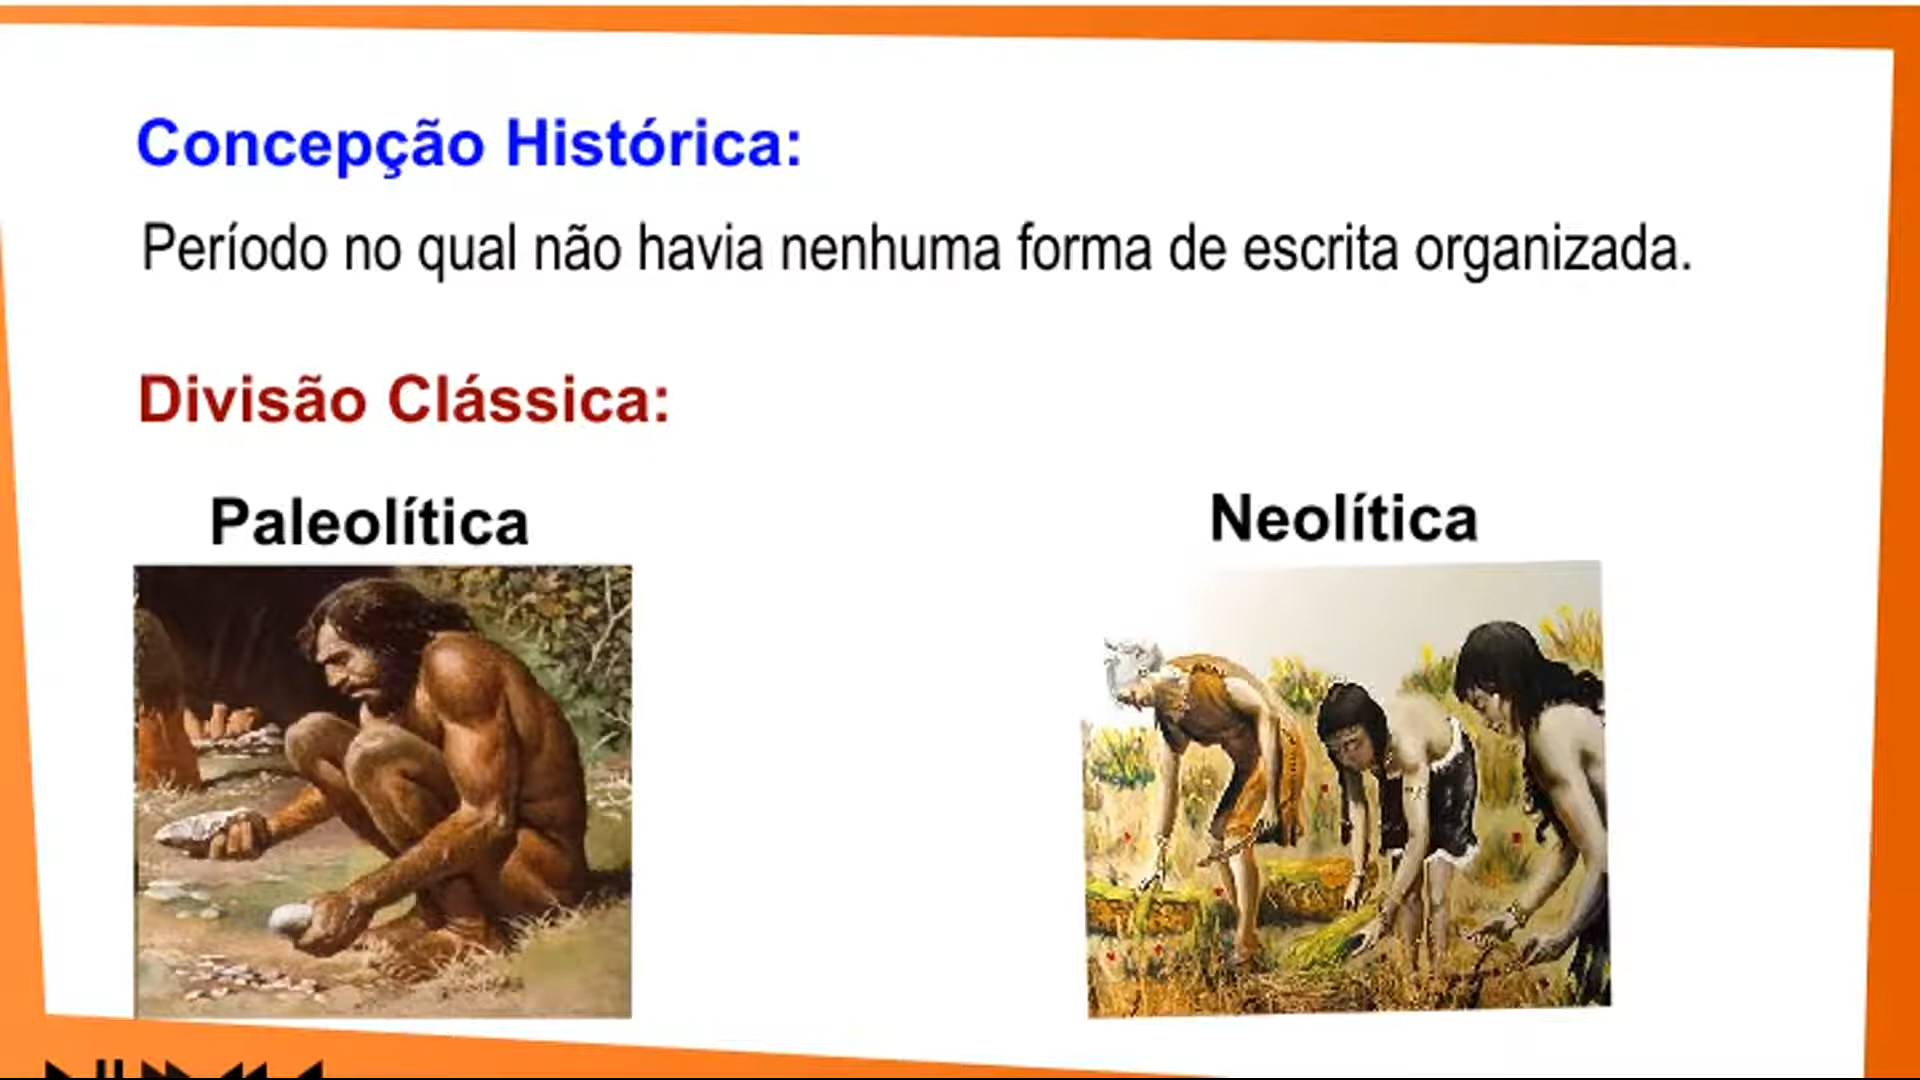 Concepção Histórica:
Período no qual não havia nenhuma forma de escrita organizada.
Divisão Clássica:
Paleolítica
Neolítica